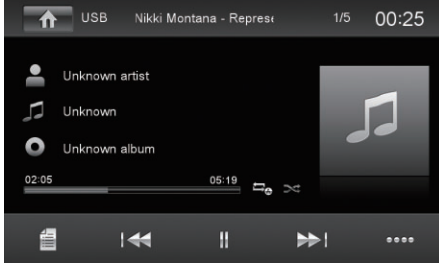 USB Nikki Montana - Represe 1/5 00:25
Unknown artist
Unknown
Unknown album
02:05 05:19